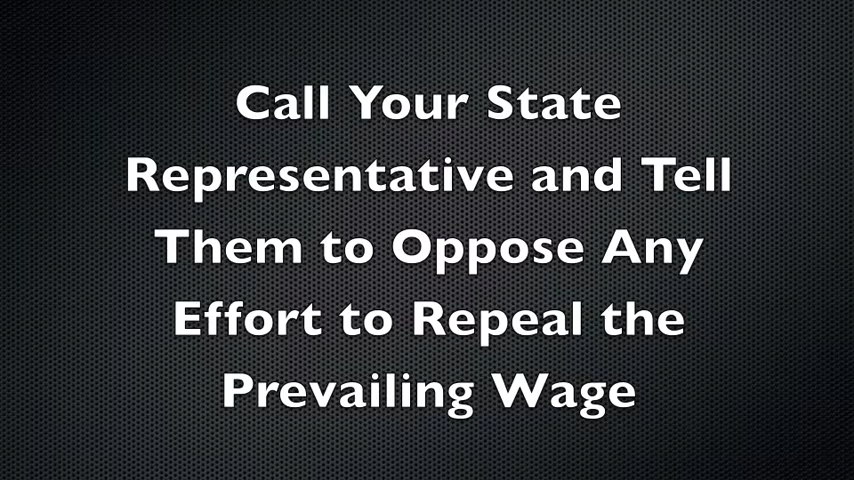 Call Your State
Representative and Tell
Them to Oppose Any
Effort to Repeal the
Prevailing Wage